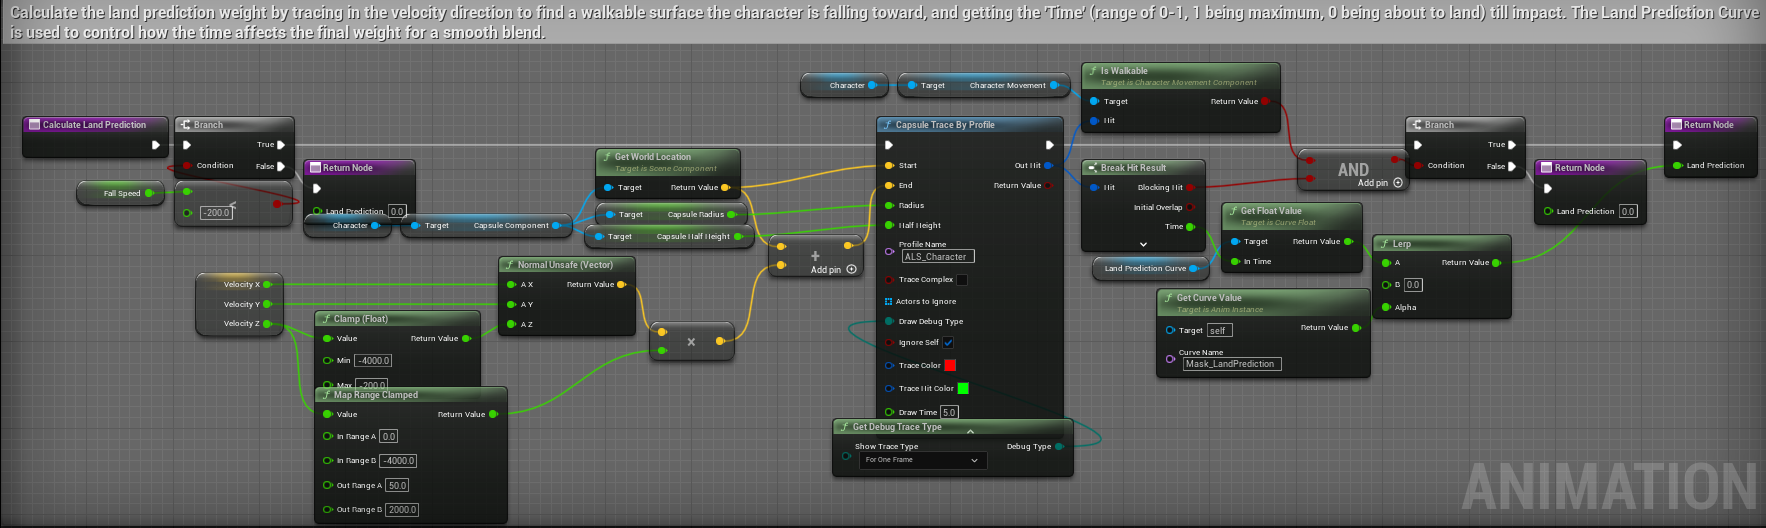 Calculate the land prediction weight by tracing in the velocity direction to find a walkable surface the character is falling toward, and getting the 'Time' (range of 0-1, 1 being maximum, 0 being about to land) till impact. The Land Prediction Curve
is used to control how the time affects the final weight for a smooth blend.
Calculate Land Prediction
Branch
True
Condition
False
Fall Speed
<
-200.0
Return Node
Land Prediction 0.0
Character
Target Capsule Component
Get World Location
Target is Scene Component
Target Return Value
Target Capsule Radius
Target Capsule Half Height
Velocity X
Velocity Y
Velocity Z
Clamp (Float)
Value Return Value
Min -4000.0
Max -200.0
Map Range Clamped
Value Return Value
In Range A 0.0
In Range B -4000.0
Out Range A 50.0
Out Range B 2000.0
Normal Unsafe (Vector)
A X Return Value
A Y
A Z
×
+
Add pin
Character
Target Character Movement
Capsule Trace By Profile
Start Out Hit
End Return Value
Radius
Half Height
Profile Name
ALS_Character
Trace Complex
Actors to Ignore
Draw Debug Type
Ignore Self
Trace Color
Trace Hit Color
Draw Time 5.0
Get Debug Trace Type
Show Trace Type Debug Type
For One Frame
Is Walkable
Target is Character Movement Component
Target Return Value
Hit
Break Hit Result
Hit Blocking Hit
Initial Overlap
Time
Land Prediction Curve
Get Float Value
Target is Curve Float
Target Return Value
In Time
Get Curve Value
Target is Anim Instance
Target self Return Value
Curve Name
Mask_LandPrediction
AND
Add pin
Lerp
A Return Value
B 0.0
Alpha
Branch
True
Condition False
Return Node
Land Prediction 0.0
Return Node
Land Prediction
ANIMATION